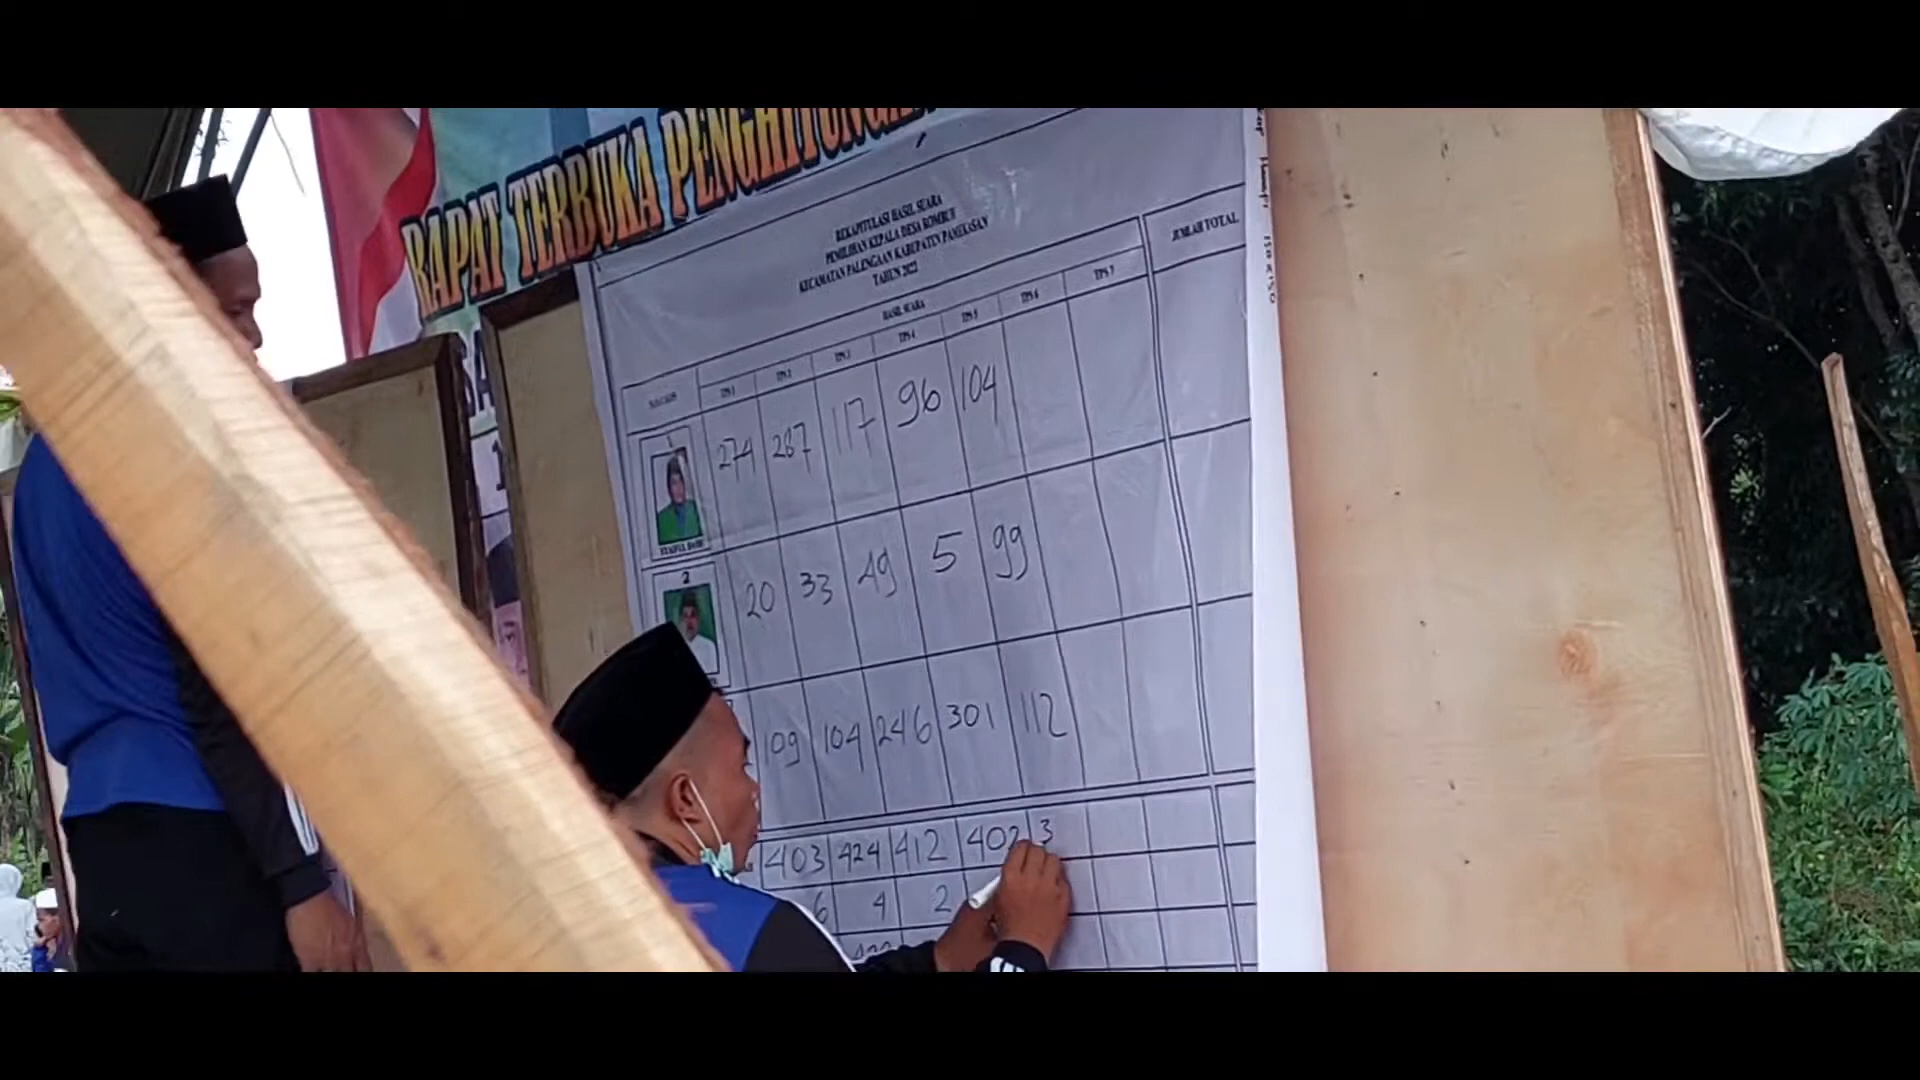 RAPAT TERBUKA PENGHITUNGAN
REKAPITULASI HASIL SUARA
PEMILIHAN KEPALA DESA ROMBUH
KECAMATAN PALENGAAN KABUPATEN PAMEKASAN
TAHUN 2022
HASIL SUARA
JUMLAH TOTAL
TPS 1 TPS 2 TPS 3 TPS 4 TPS 5 TPS 6 TPS 7
274 287 117 96 104
2
20 33 49 5 99
109 104 246 301 112
403 424 412 402 3
6 4 2